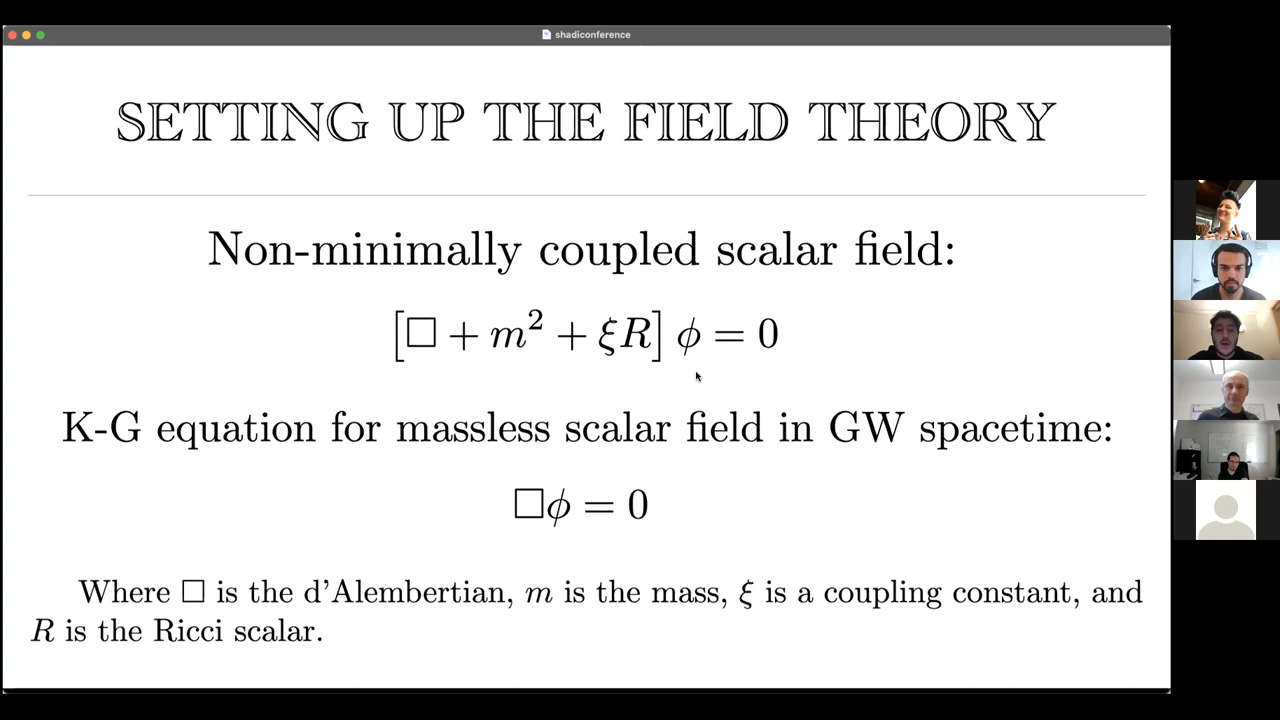 shadiconference
SETTING UP THE FIELD THEORY
Non-minimally coupled scalar field:
[□ + m² + ξR] ϕ = 0
K-G equation for massless scalar field in GW spacetime:
□ϕ = 0
Where □ is the d’Alembertian, m is the mass, ξ is a coupling constant, and
R is the Ricci scalar.